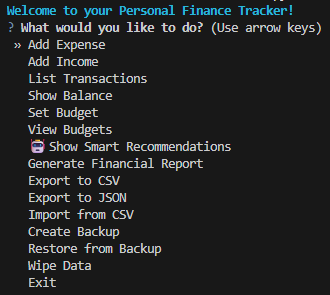 Welcome to your Personal Finance Tracker!
? What would you like to do? (Use arrow keys)
» Add Expense
Add Income
List Transactions
Show Balance
Set Budget
View Budgets
🤖 Show Smart Recommendations
Generate Financial Report
Export to CSV
Export to JSON
Import from CSV
Create Backup
Restore from Backup
Wipe Data
Exit